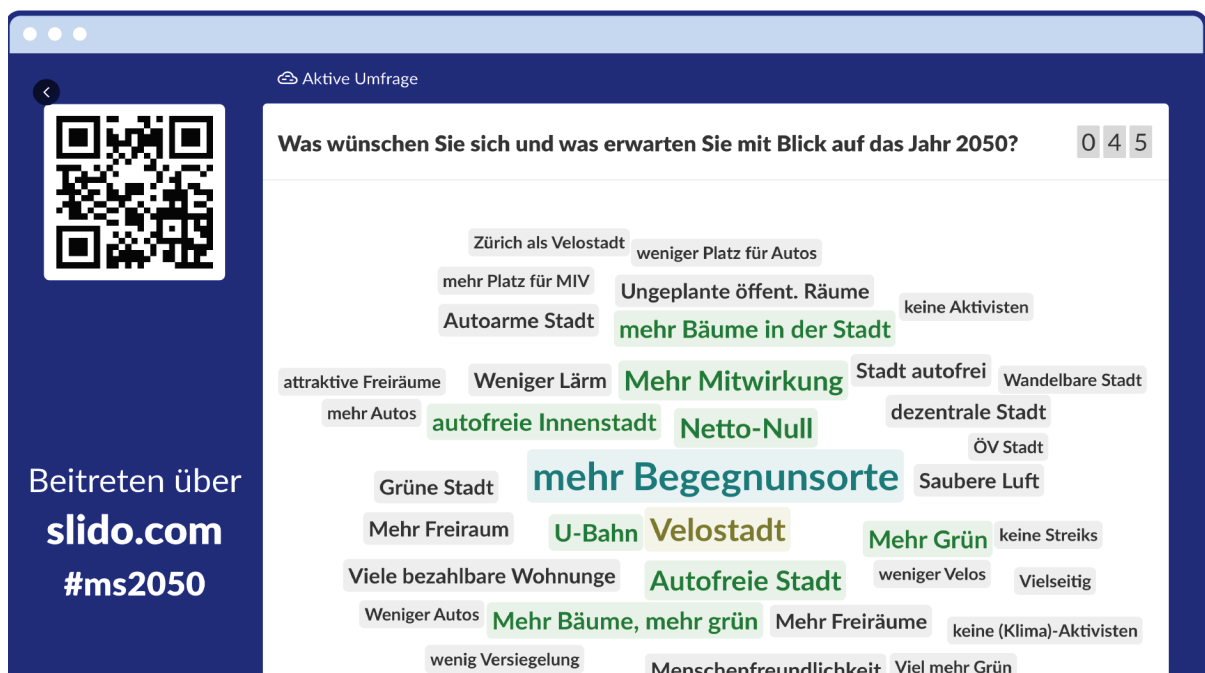 Aktive Umfrage
Was wünschen Sie sich und was erwarten Sie mit Blick auf das Jahr 2050?
045
Zürich als Velostadt
weniger Platz für Autos
mehr Platz für MIV
Ungeplante öffent. Räume
keine Aktivisten
Autoarme Stadt
mehr Bäume in der Stadt
attraktive Freiräume
Weniger Lärm
Mehr Mitwirkung
Stadt autofrei
Wandelbare Stadt
mehr Autos
autofreie Innenstadt
Netto-Null
dezentrale Stadt
ÖV Stadt
Grüne Stadt
mehr Begegnunsorte
Saubere Luft
Mehr Freiraum
U-Bahn
Velostadt
Mehr Grün
keine Streiks
Viele bezahlbare Wohnunge
Autofreie Stadt
weniger Velos
Vielseitig
Weniger Autos
Mehr Bäume, mehr grün
Mehr Freiräume
keine (Klima)-Aktivisten
wenig Versiegelung
Menschenfreundlichkeit
Viel mehr Grün
Beitreten über
slido.com
#ms2050